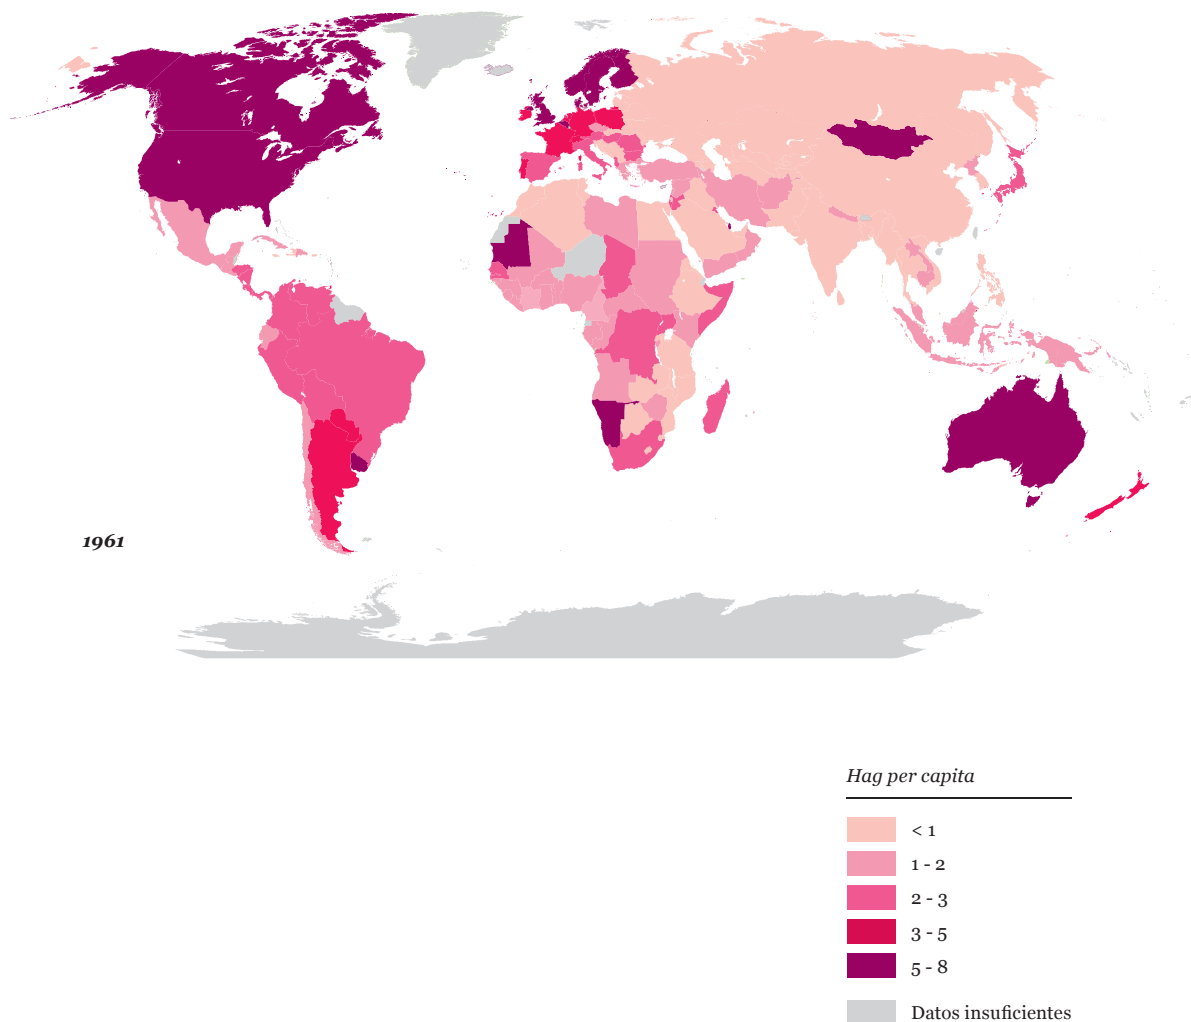 1961
Hag per capita
< 1
1 - 2
2 - 3
3 - 5
5 - 8
Datos insuficientes